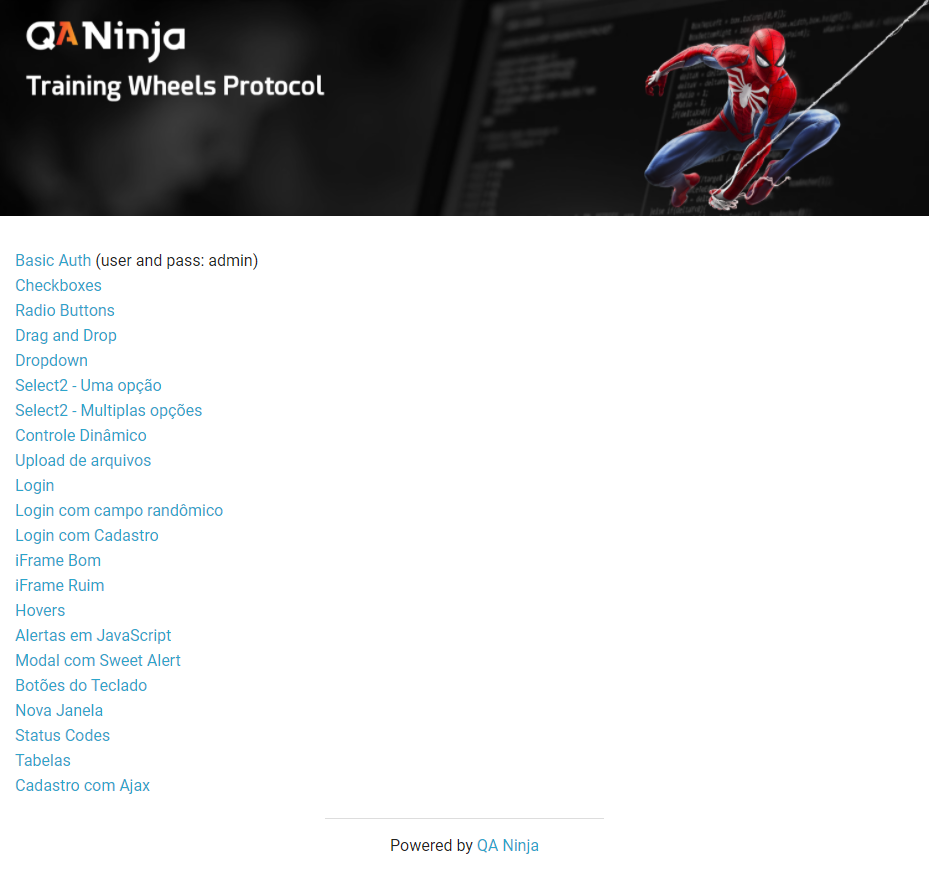 QANinja
Training Wheels Protocol
Basic Auth (user and pass: admin)
Checkboxes
Radio Buttons
Drag and Drop
Dropdown
Select2 - Uma opção
Select2 - Multiplas opções
Controle Dinâmico
Upload de arquivos
Login
Login com campo randômico
Login com Cadastro
iFrame Bom
iFrame Ruim
Hovers
Alertas em JavaScript
Modal com Sweet Alert
Botões do Teclado
Nova Janela
Status Codes
Tabelas
Cadastro com Ajax
Powered by QA Ninja